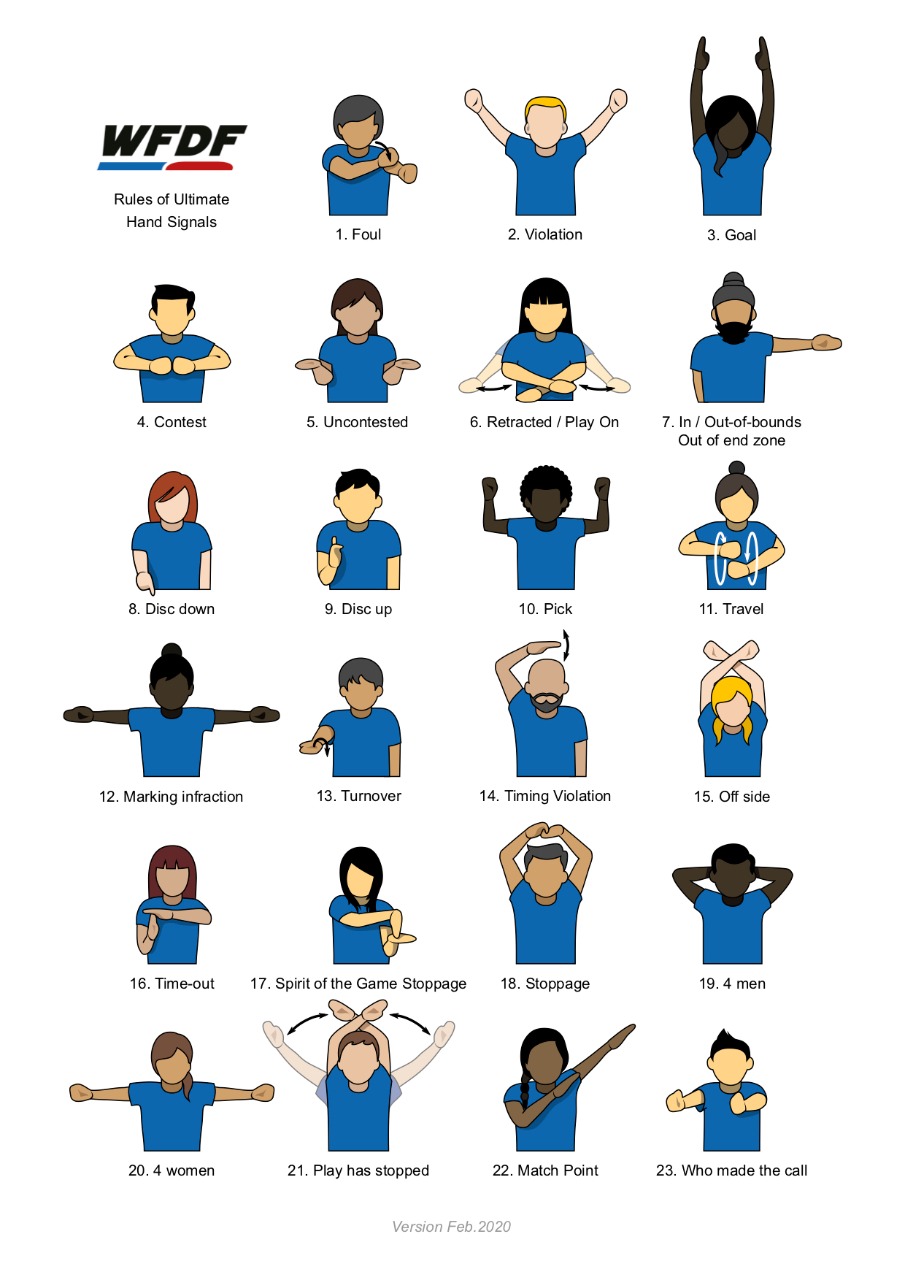 WFDF
Rules of Ultimate
Hand Signals
1. Foul
2. Violation
3. Goal
4. Contest
5. Uncontested
6. Retracted / Play On
7. In / Out-of-bounds
Out of end zone
8. Disc down
9. Disc up
10. Pick
11. Travel
12. Marking infraction
13. Turnover
14. Timing Violation
15. Off side
16. Time-out
17. Spirit of the Game Stoppage
18. Stoppage
19. 4 men
20. 4 women
21. Play has stopped
22. Match Point
23. Who made the call
Version Feb.2020